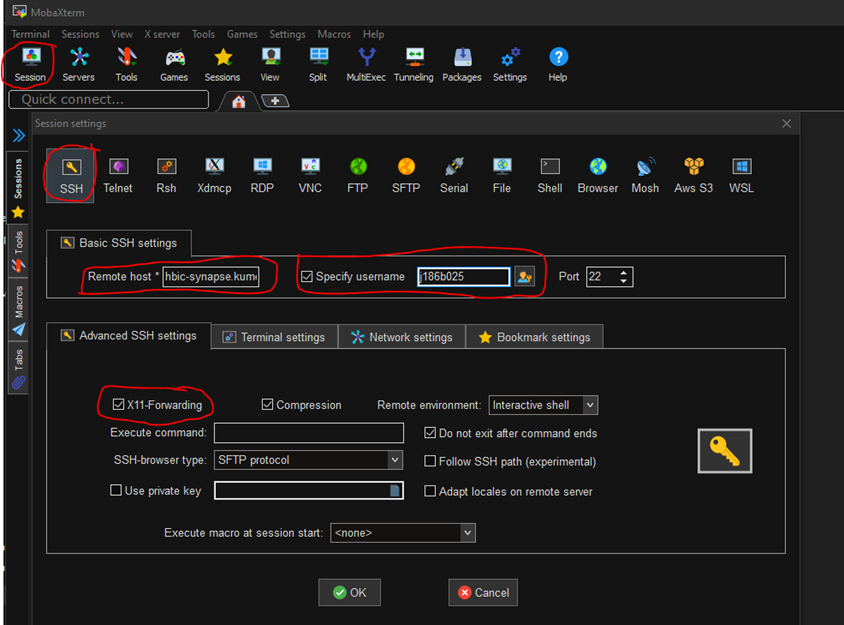 MobaXterm
Terminal Sessions View X server Tools Games Settings Macros Help
Session Servers Tools Games Sessions View Split MultiExec Tunneling Packages Settings Help
Quick connect...
Session settings
SSH Telnet Rsh Xdmcp RDP VNC FTP SFTP Serial File Shell Browser Mosh Aws S3 WSL
Sessions
Tools
Macros
Tabs
Basic SSH settings
Remote host * hbic-synapse.kum Specify username j186b025 Port 22
Advanced SSH settings Terminal settings Network settings Bookmark settings
X11-Forwarding Compression Remote environment: Interactive shell
Execute command: Do not exit after command ends
SSH-browser type: SFTP protocol Follow SSH path (experimental)
Use private key Adapt locales on remote server
Execute macro at session start: <none>
OK Cancel